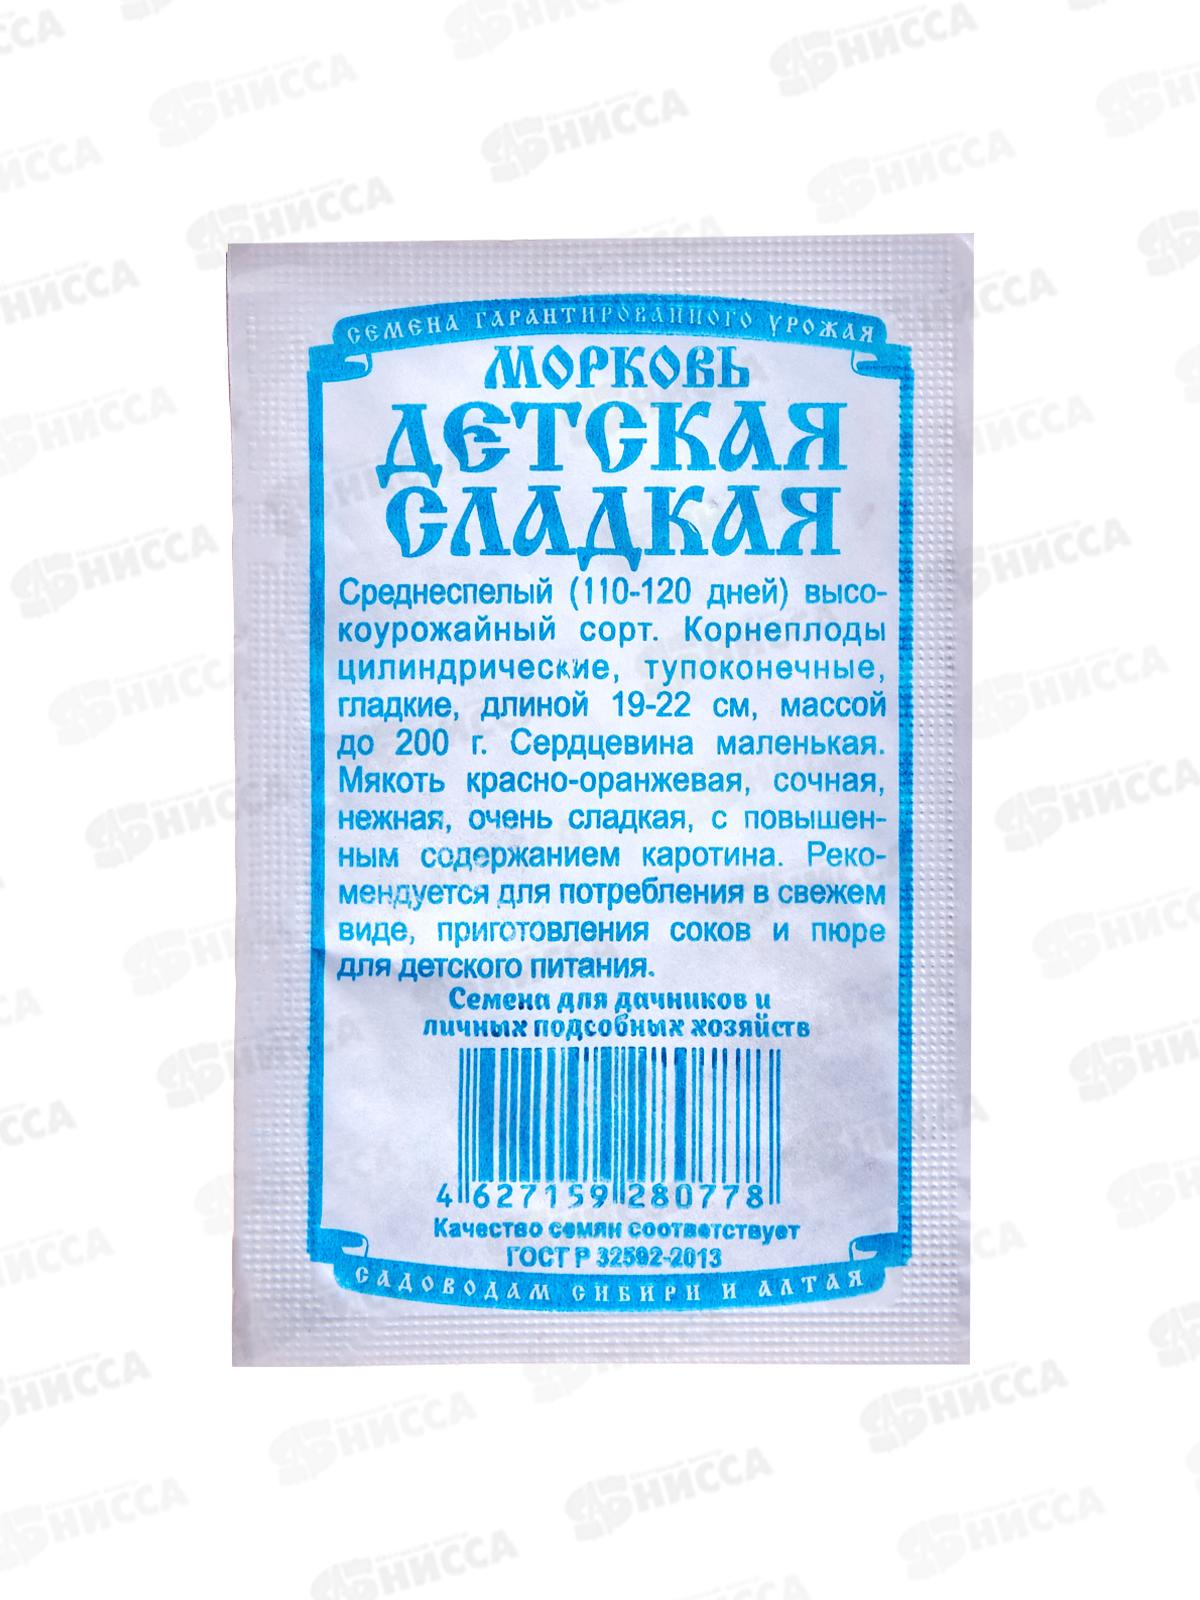 СЕМЕНА ГАРАНТИРОВАННОГО УРОЖАЯ
МОРКОВЬ
ДЕТСКАЯ
СЛАДКАЯ
Среднеспелый (110-120 дней) высо-
коурожайный сорт. Корнеплоды
цилиндрические, тупоконечные,
гладкие, длиной 19-22 см, массой
до 200 г. Сердцевина маленькая.
Мякоть красно-оранжевая, сочная,
нежная, очень сладкая, с повышен-
ным содержанием каротина. Реко-
мендуется для потребления в свежем
виде, приготовления соков и пюре
для детского питания.
Семена для дачников и
личных подсобных хозяйств
4 627159 280778
Качество семян соответствует
ГОСТ Р 32592-2013
САДОВОДАМ СИБИРИ И АЛТАЯ